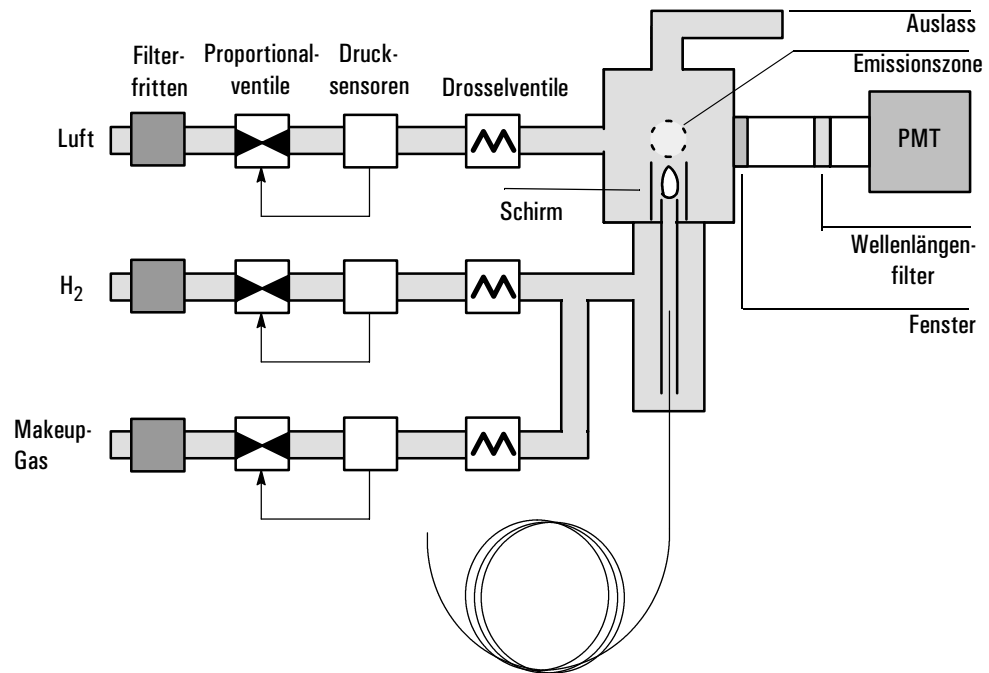 Auslass
Filter-
fritten
Proportional-
ventile
Druck-
sensoren
Drosselventile
Emissionszone
Luft
PMT
Schirm
Wellenlängen-
filter
H2
Fenster
Makeup-
Gas